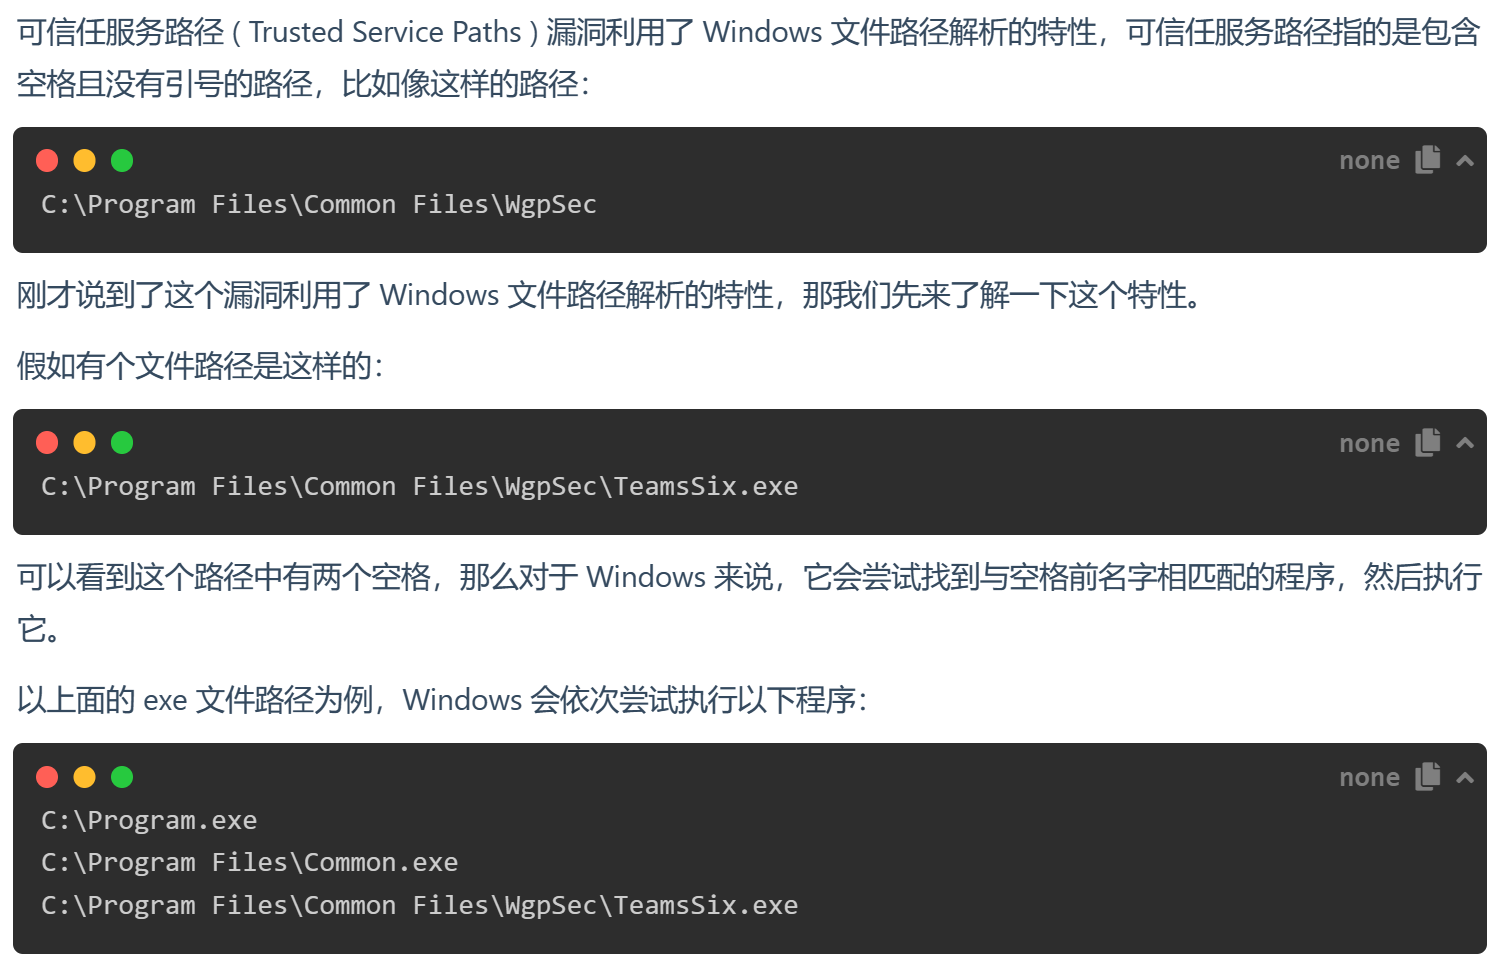 可信任服务路径 ( Trusted Service Paths ) 漏洞利用了 Windows 文件路径解析的特性，可信任服务路径指的是包含
空格且没有引号的路径，比如像这样的路径：
none
C:\Program Files\Common Files\WgpSec
刚才说到了这个漏洞利用了 Windows 文件路径解析的特性，那我们先来了解一下这个特性。
假如有个文件路径是这样的：
none
C:\Program Files\Common Files\WgpSec\TeamsSix.exe
可以看到这个路径中有两个空格，那么对于 Windows 来说，它会尝试找到与空格前名字相匹配的程序，然后执行
它。
以上面的 exe 文件路径为例，Windows 会依次尝试执行以下程序：
none
C:\Program.exe
C:\Program Files\Common.exe
C:\Program Files\Common Files\WgpSec\TeamsSix.exe